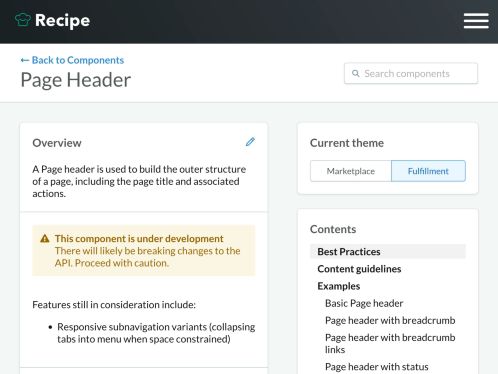 Recipe
← Back to Components
Page Header
Search components
Overview
A Page header is used to build the outer structure
of a page, including the page title and associated
actions.
This component is under development
There will likely be breaking changes to the
API. Proceed with caution.
Features still in consideration include:
• Responsive subnavigation variants (collapsing
tabs into menu when space constrained)
Current theme
Marketplace
Fulfillment
Contents
Best Practices
Content guidelines
Examples
Basic Page header
Page header with breadcrumb
Page header with breadcrumb
links
Page header with status